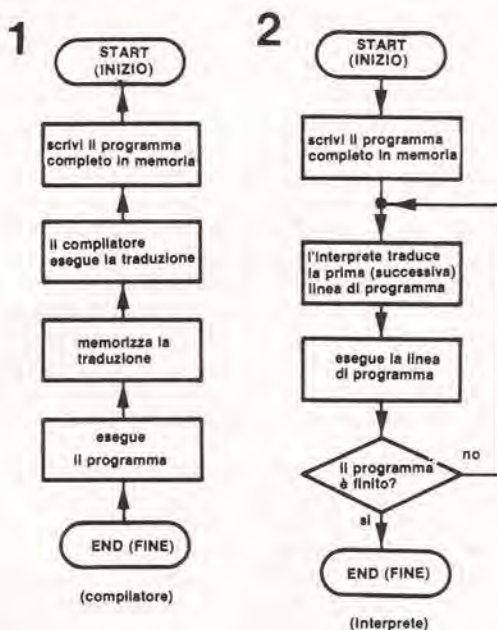 1
START
(INIZIO)
scrivi il programma
completo in memoria
il compilatore
esegue la traduzione
memorizza la
traduzione
esegue
il programma
END (FINE)
(compilatore)
2
START
(INIZIO)
scrivi il programma
completo in memoria
l'interprete traduce
la prima (successiva)
linea di programma
esegue la linea
di programma
il programma
è finito?
no
si
END (FINE)
(interprete)